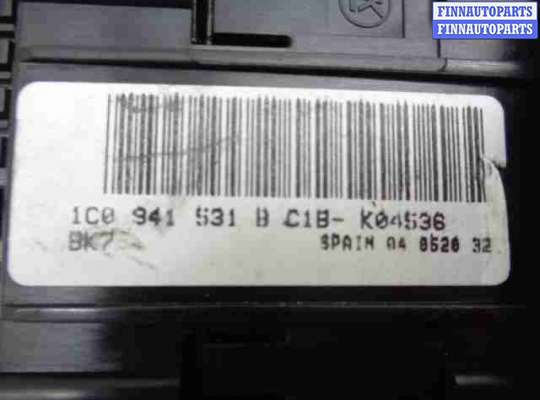 FINNAUTOPARTS
FINNAUTOPARTS
1C0 941 531 B C1B- K04536
BK7
SPAIN 04 0520 32